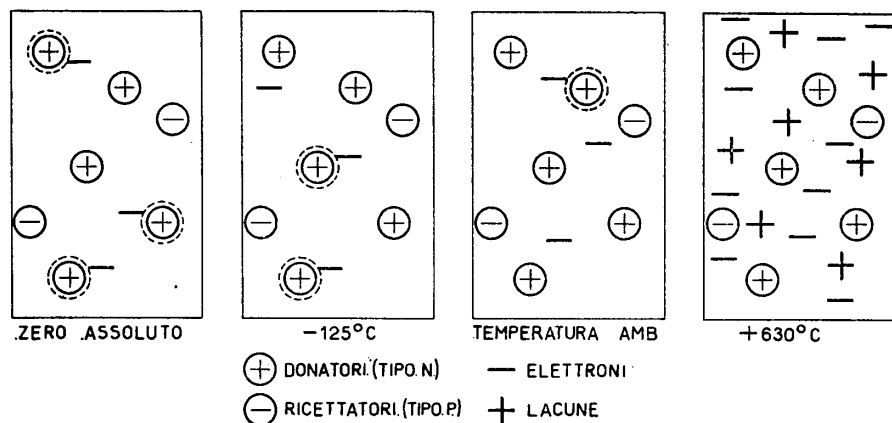 .ZERO .ASSOLUTO
−125°C
TEMPERATURA AMB
+630°C
DONATORI.(TIPO.N)
ELETTRONI
RICETTATORI.(TIPO.P)
LACUNE